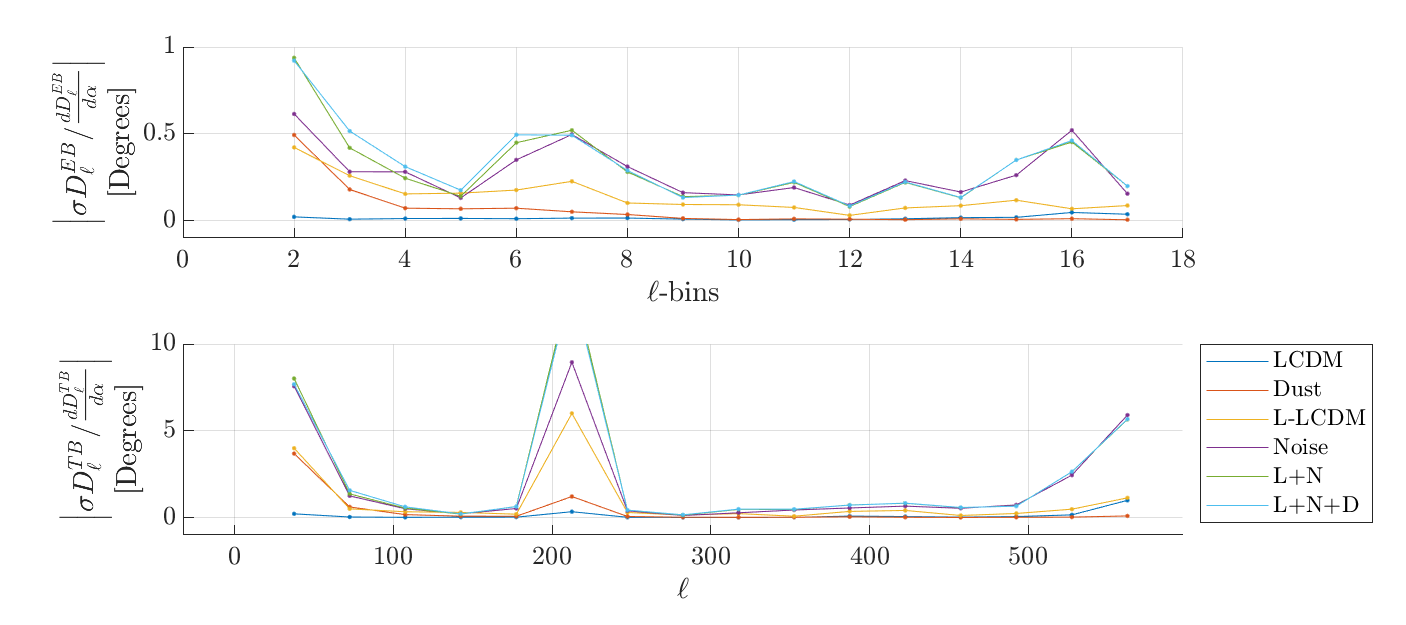 |σD_ℓ^{EB} / \frac{dD_ℓ^{EB}}{dα}|
[Degrees]
1
0.5
0
0 2 4 6 8 10 12 14 16 18
ℓ-bins
|σD_ℓ^{TB} / \frac{dD_ℓ^{TB}}{dα}|
[Degrees]
10
5
0
0 100 200 300 400 500
ℓ
LCDM
Dust
L-LCDM
Noise
L+N
L+N+D